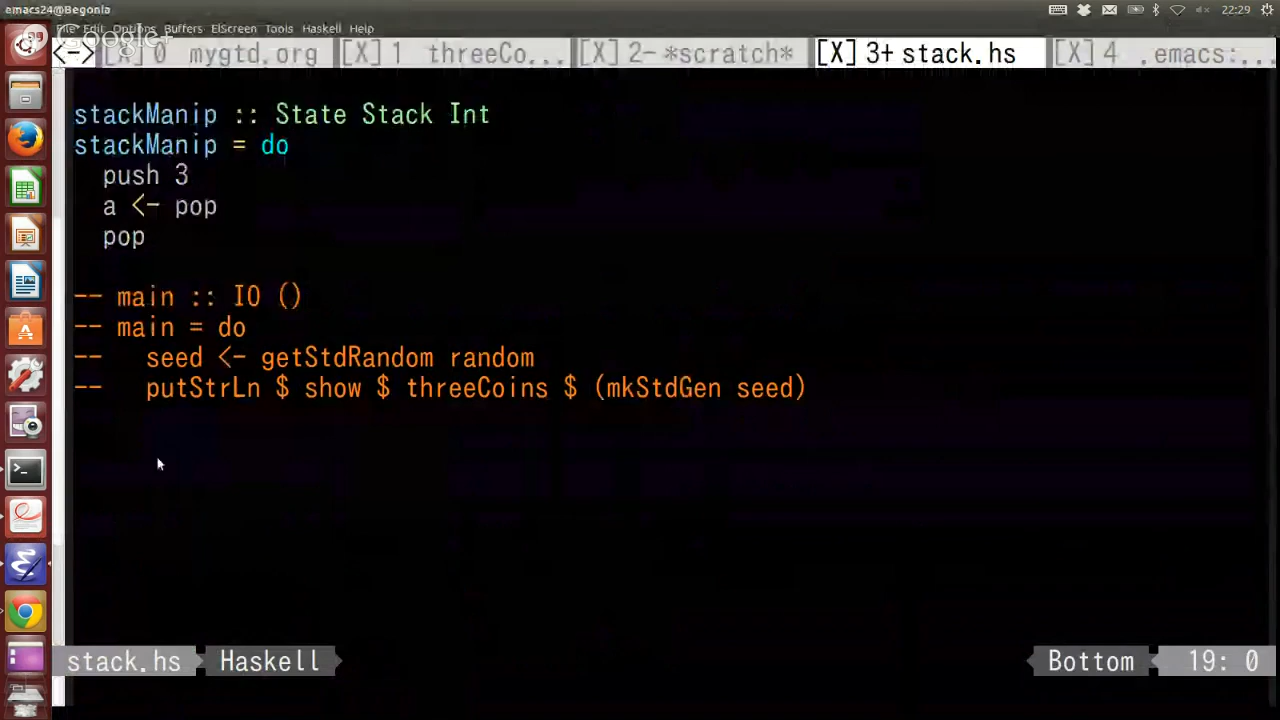 emacs24@Begonia
22:29
File Edit Options Buffers ElScreen Tools Haskell Help
Google+
<-> [X] 0 mygtd.org [X] 1 threeCo... [X] 2- *scratch* [X] 3+ stack.hs [X] 4 .emacs:...
stackManip :: State Stack Int
stackManip = do
push 3
a <- pop
pop
-- main :: IO ()
-- main = do
-- seed <- getStdRandom random
-- putStrLn $ show $ threeCoins $ (mkStdGen seed)
stack.hs Haskell Bottom 19: 0